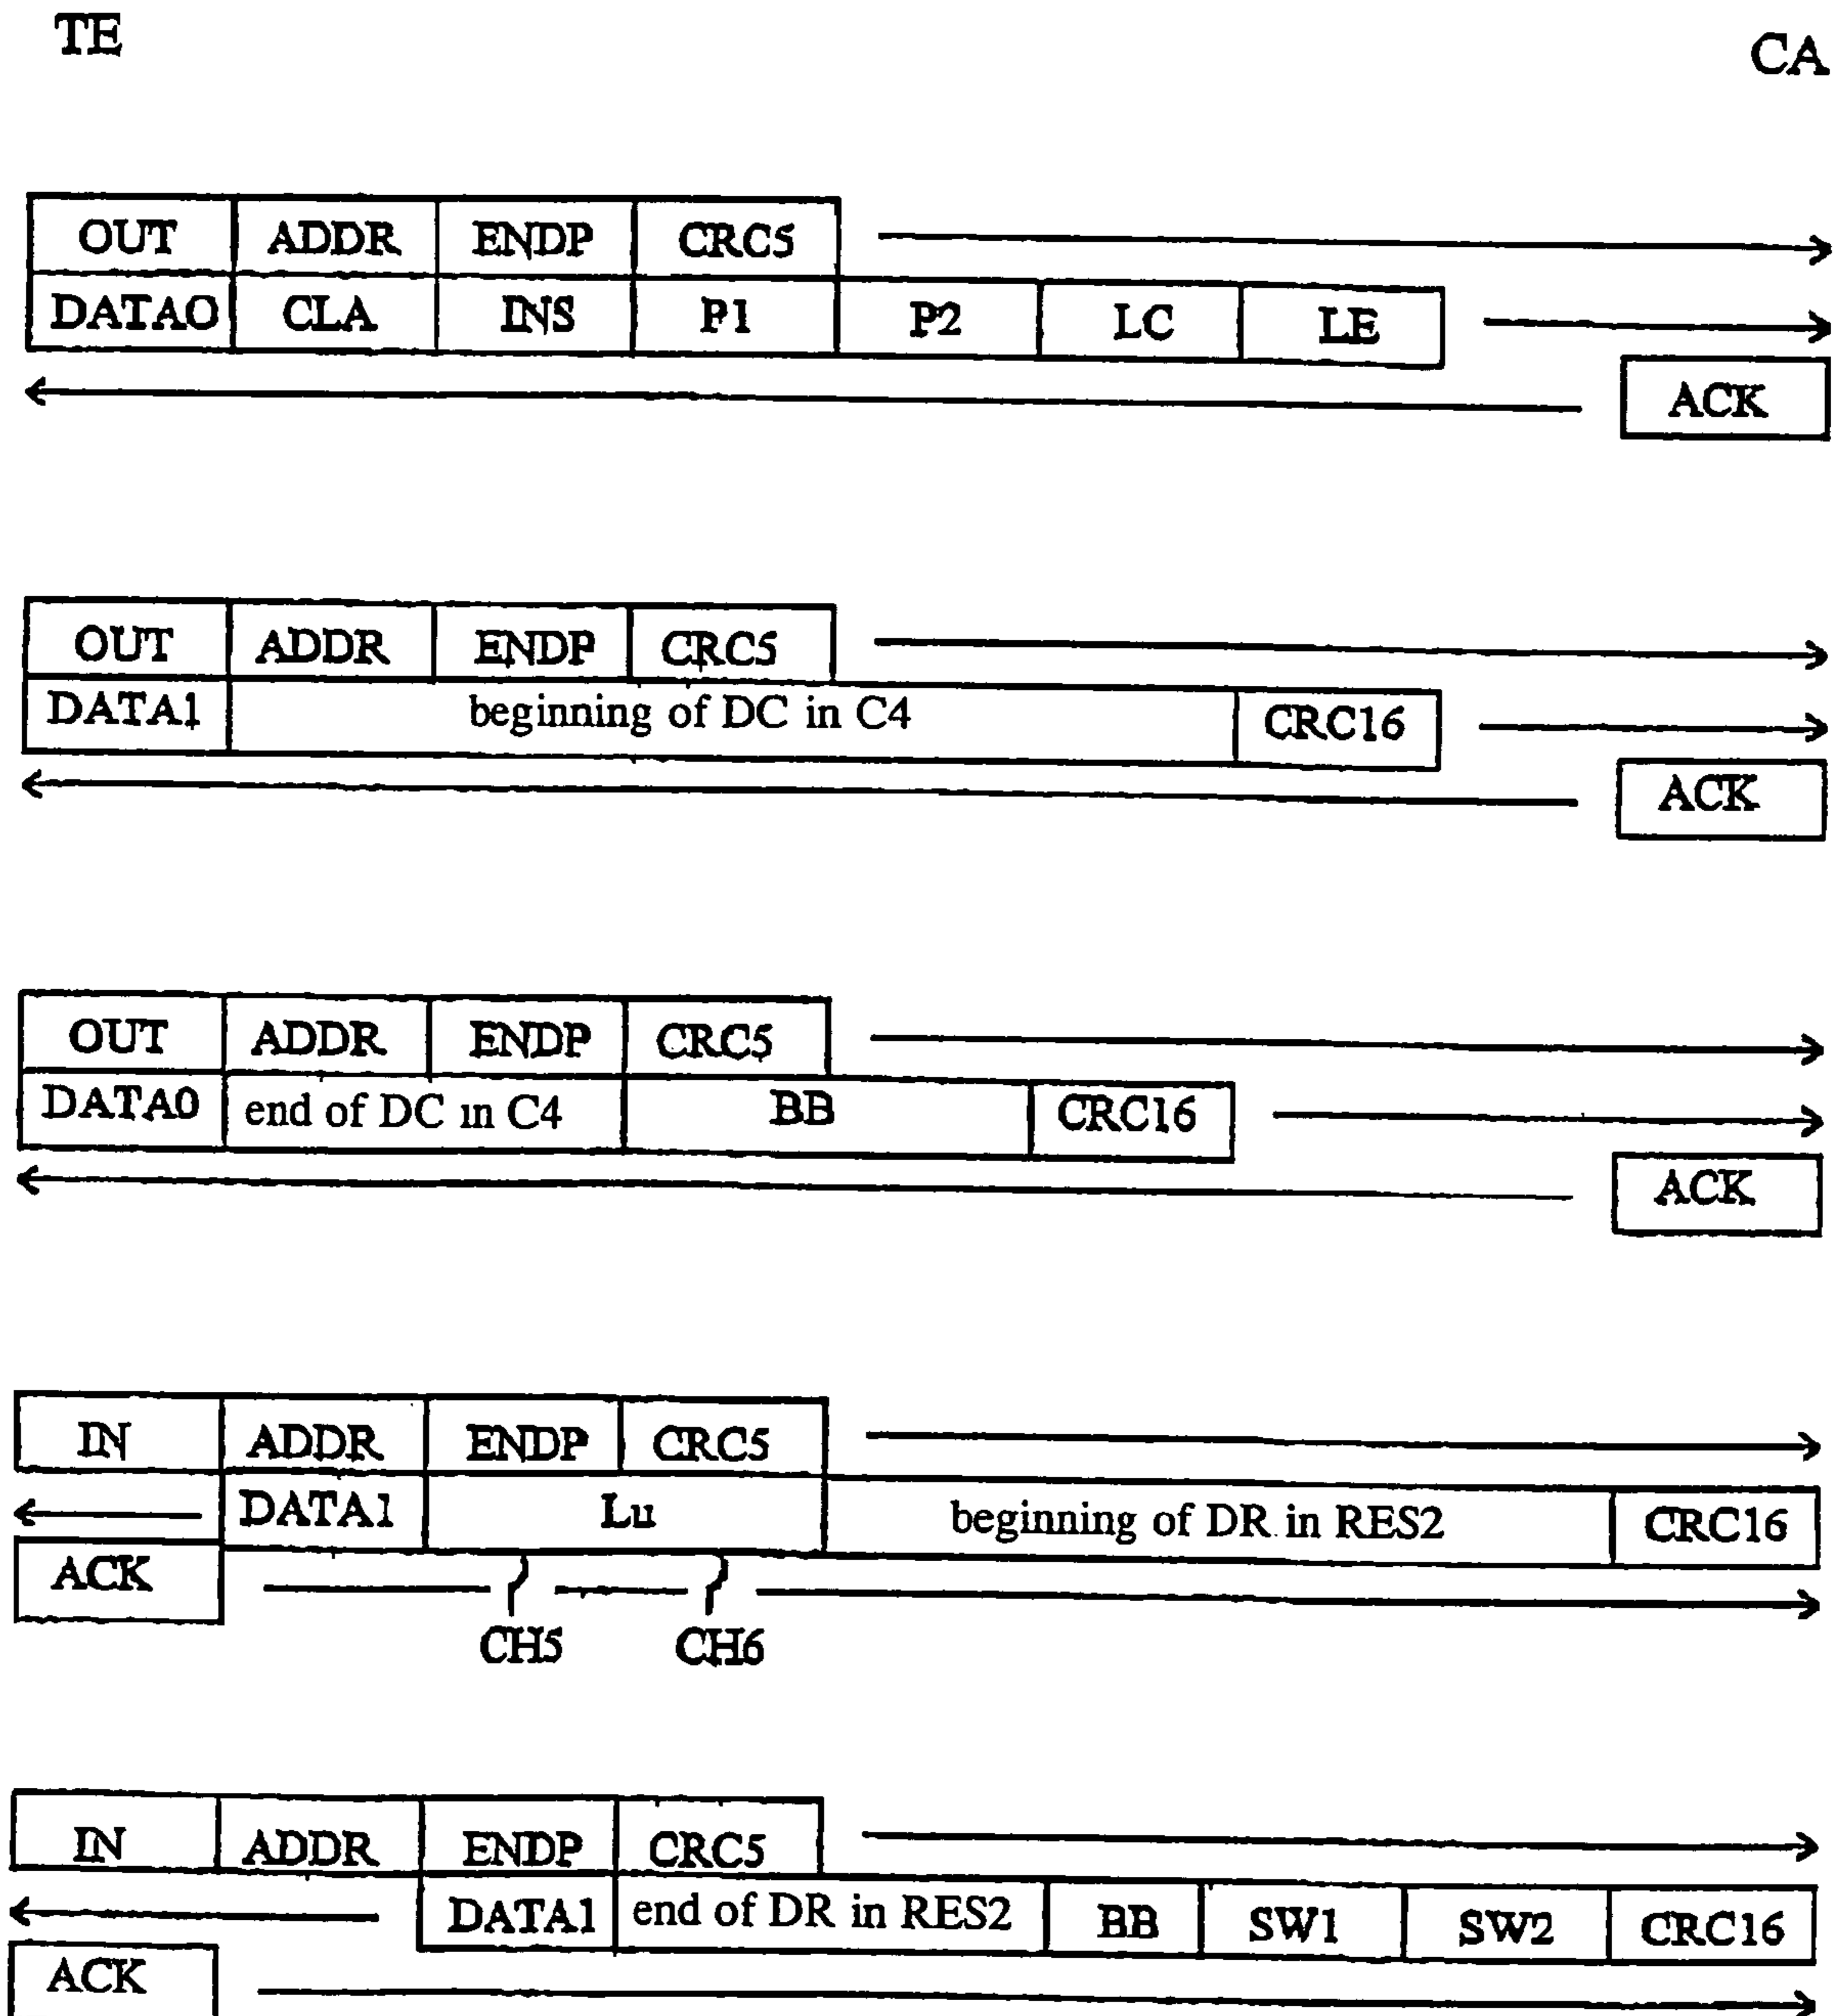 TE CA
OUT ADDR ENDP CRC5
DATA0 CLA INS P1 P2 LC LE
ACK
OUT ADDR ENDP CRC5
DATA1 beginning of DC in C4 CRC16
ACK
OUT ADDR ENDP CRC5
DATA0 end of DC in C4 BB CRC16
ACK
IN ADDR ENDP CRC5
DATA1 Lu beginning of DR in RES2 CRC16
ACK
CH5 CH6
IN ADDR ENDP CRC5
DATA1 end of DR in RES2 BB SW1 SW2 CRC16
ACK